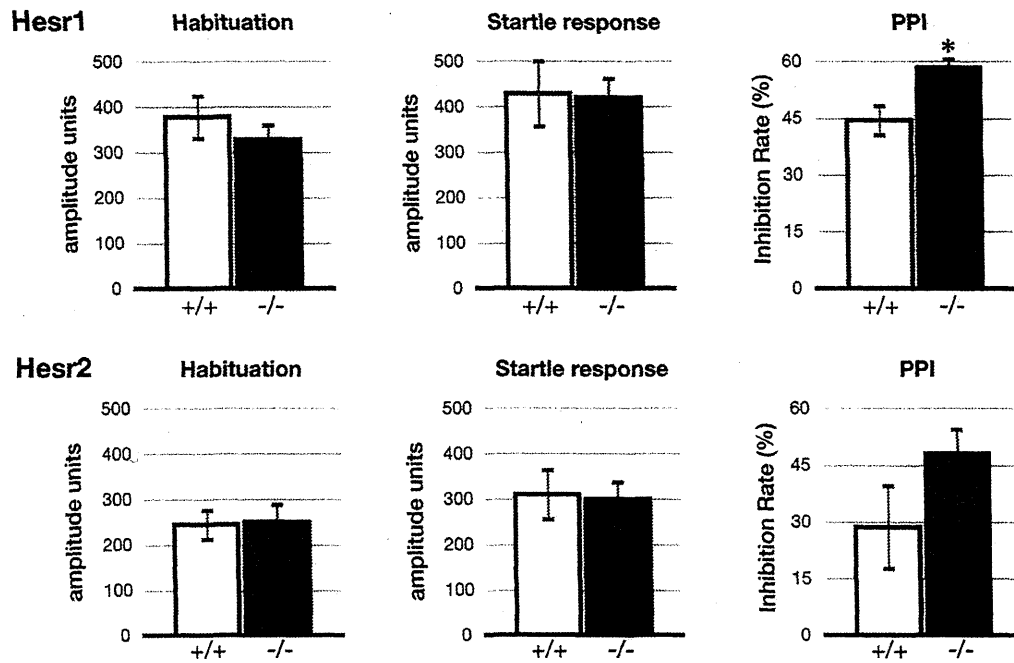 Hesr1
Habituation
Startle response
PPI
amplitude units
500
400
300
200
100
0
+/+ -/-
amplitude units
500
400
300
200
100
0
+/+ -/-
Inhibition Rate (%)
60
45
30
15
0
*
+/+ -/-
Hesr2
Habituation
Startle response
PPI
amplitude units
500
400
300
200
100
0
+/+ -/-
amplitude units
500
400
300
200
100
0
+/+ -/-
Inhibition Rate (%)
60
45
30
15
0
+/+ -/-